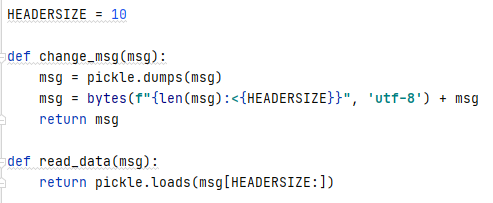 HEADERSIZE = 10
def change_msg(msg):
msg = pickle.dumps(msg)
msg = bytes(f"{len(msg):<{HEADERSIZE}}", 'utf-8') + msg
return msg
def read_data(msg):
return pickle.loads(msg[HEADERSIZE:])